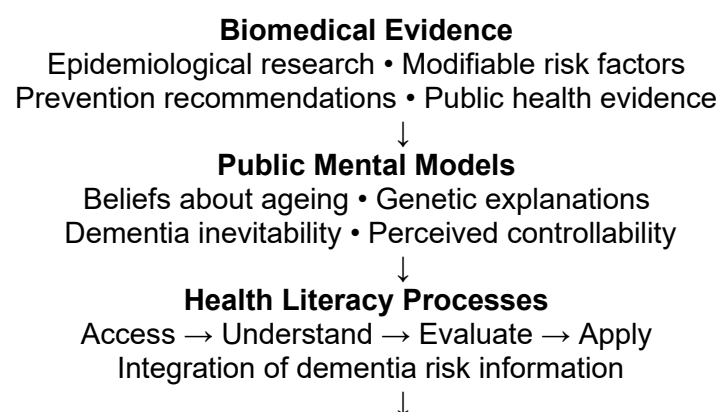 Biomedical Evidence
Epidemiological research • Modifiable risk factors
Prevention recommendations • Public health evidence
↓
Public Mental Models
Beliefs about ageing • Genetic explanations
Dementia inevitability • Perceived controllability
↓
Health Literacy Processes
Access → Understand → Evaluate → Apply
Integration of dementia risk information
↓